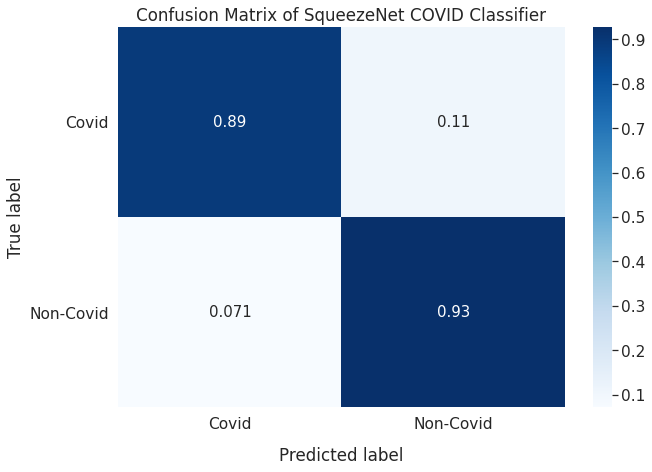 Confusion Matrix of SqueezeNet COVID Classifier
True label
Covid
Non-Covid
0.89
0.11
0.071
0.93
Covid
Non-Covid
Predicted label
0.9
0.8
0.7
0.6
0.5
0.4
0.3
0.2
0.1